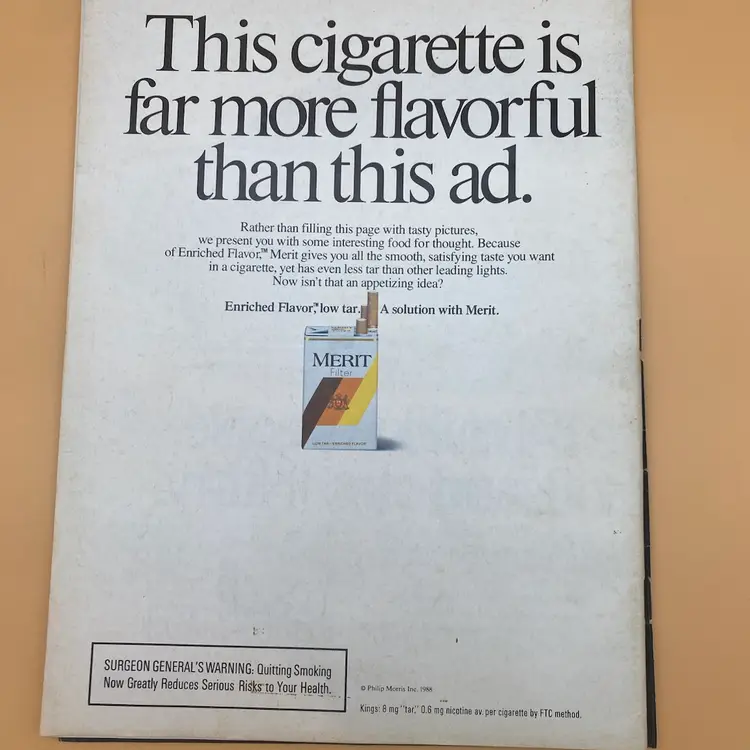 This cigarette is
far more flavorful
than this ad.
Rather than filling this page with tasty pictures,
we present you with some interesting food for thought. Because
of Enriched Flavor,™ Merit gives you all the smooth, satisfying taste you want
in a cigarette, yet has even less tar than other leading lights.
Now isn't that an appetizing idea?
Enriched Flavor,™ low tar. A solution with Merit.
MERIT
Filter
LOW TAR • ENRICHED FLAVOR
SURGEON GENERAL'S WARNING: Quitting Smoking
Now Greatly Reduces Serious Risks to Your Health.
© Philip Morris Inc. 1988
Kings: 8 mg "tar," 0.6 mg nicotine av. per cigarette by FTC method.